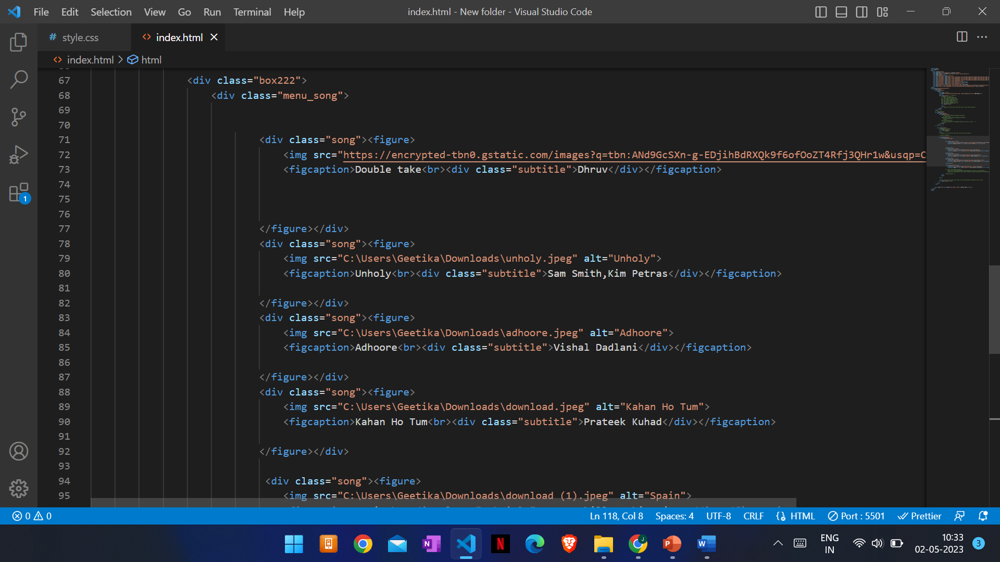 File Edit Selection View Go Run Terminal Help index.html - New folder - Visual Studio Code
# style.css <> index.html
<> index.html > html
67 <div class="box222">
68 <div class="menu_song">
69
70
71 <div class="song"><figure>
72 <img src="https://encrypted-tbn0.gstatic.com/images?q=tbn:ANd9GcSXn-g-EDjihBdRXQk9f6ofOoZT4Rfj3QHr1w&usqp=C
73 <figcaption>Double take<br><div class="subtitle">Dhruv</div></figcaption>
74
75
76
77 </figure></div>
78 <div class="song"><figure>
79 <img src="C:\Users\Geetika\Downloads\unholy.jpeg" alt="Unholy">
80 <figcaption>Unholy<br><div class="subtitle">Sam Smith,Kim Petras</div></figcaption>
81
82 </figure></div>
83 <div class="song"><figure>
84 <img src="C:\Users\Geetika\Downloads\adhoore.jpeg" alt="Adhoore">
85 <figcaption>Adhoore<br><div class="subtitle">Vishal Dadlani</div></figcaption>
86
87 </figure></div>
88 <div class="song"><figure>
89 <img src="C:\Users\Geetika\Downloads\download.jpeg" alt="Kahan Ho Tum">
90 <figcaption>Kahan Ho Tum<br><div class="subtitle">Prateek Kuhad</div></figcaption>
91
92 </figure></div>
93
94 <div class="song"><figure>
95 <img src="C:\Users\Geetika\Downloads\download (1).jpeg" alt="Spain">
1
0 0 Ln 118, Col 8 Spaces: 4 UTF-8 CRLF HTML Port : 5501 Prettier
ENG 10:33
IN 02-05-2023 3